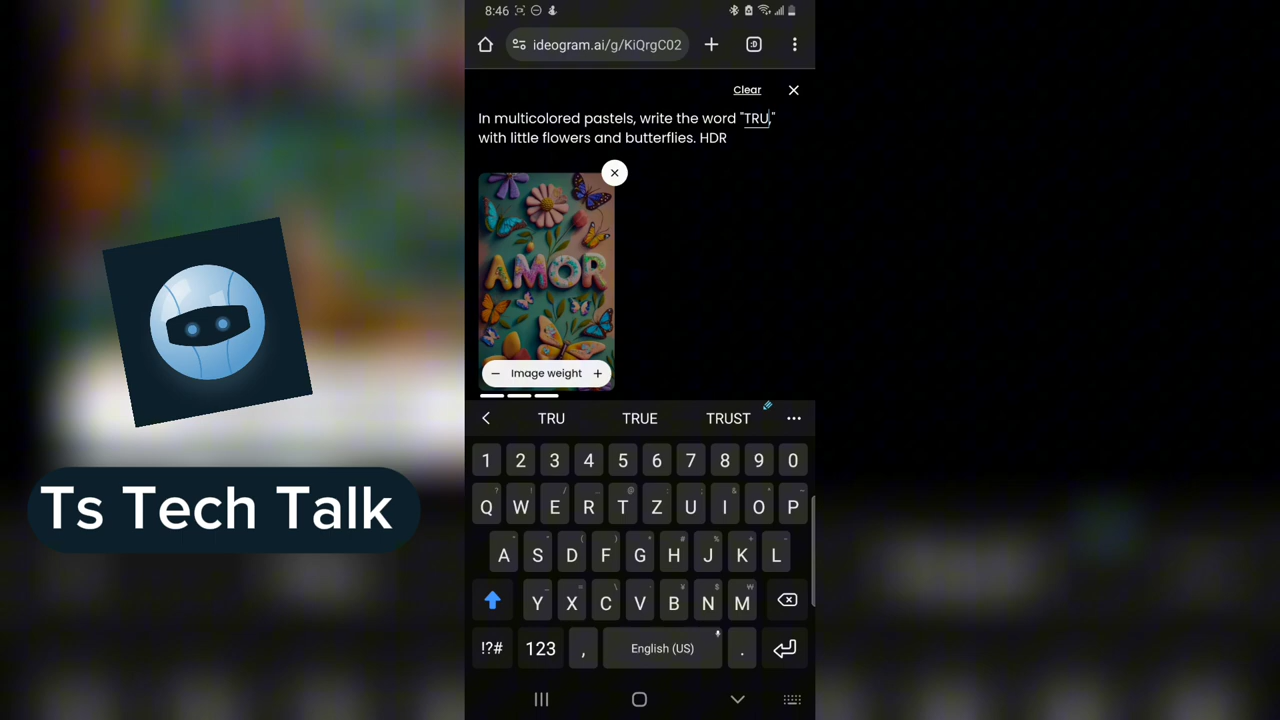 8:46
ideogram.ai/g/KiQrgC02
:D
Clear
In multicolored pastels, write the word "TRU,"
with little flowers and butterflies. HDR
AMOR
Image weight
TRU TRUE TRUST
1 2 3 4 5 6 7 8 9 0
Q W E R T Z U I O P
A S D F G H J K L
Y X C V B N M
!?# 123 , English (US) .
Ts Tech Talk